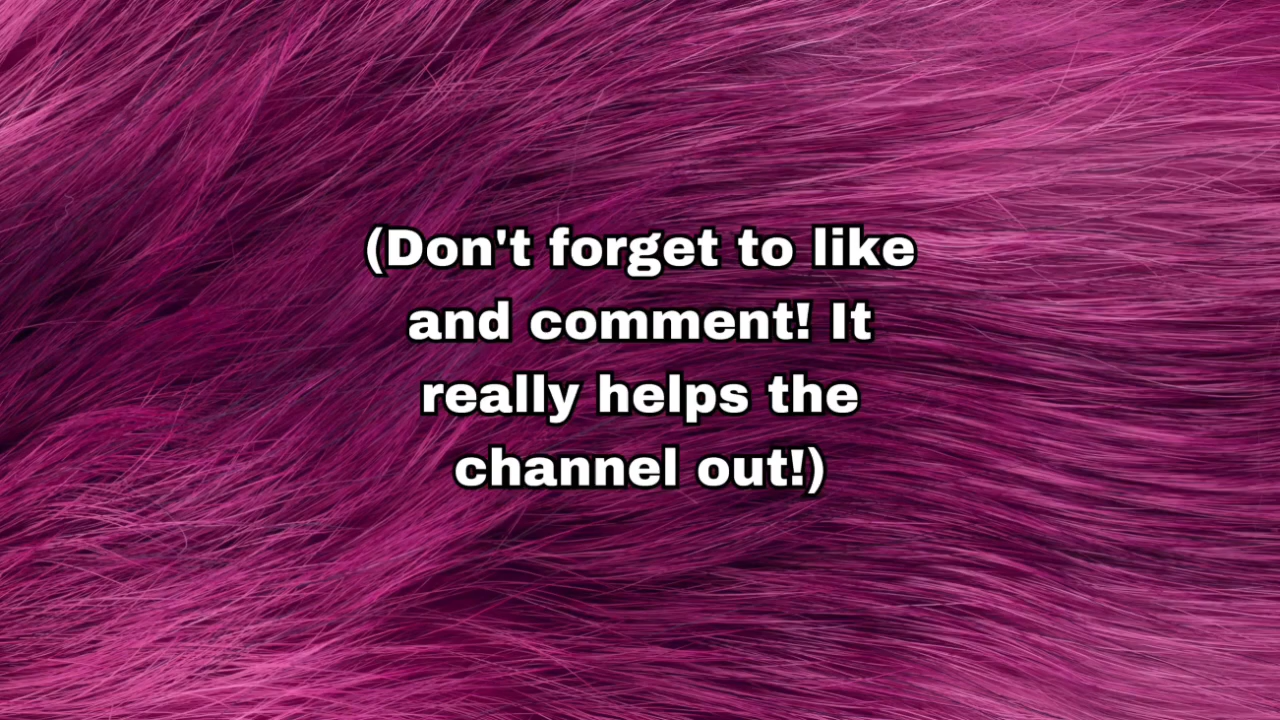 (Don't forget to like
and comment! It
really helps the
channel out!)